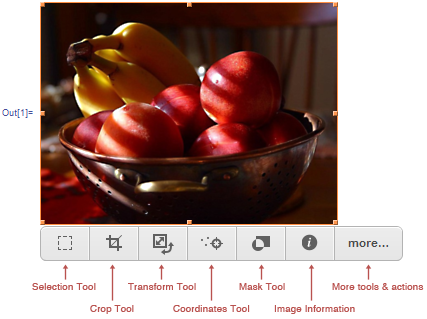 Out[1]=
more...
Selection Tool
Transform Tool
Mask Tool
More tools & actions
Crop Tool
Coordinates Tool
Image Information